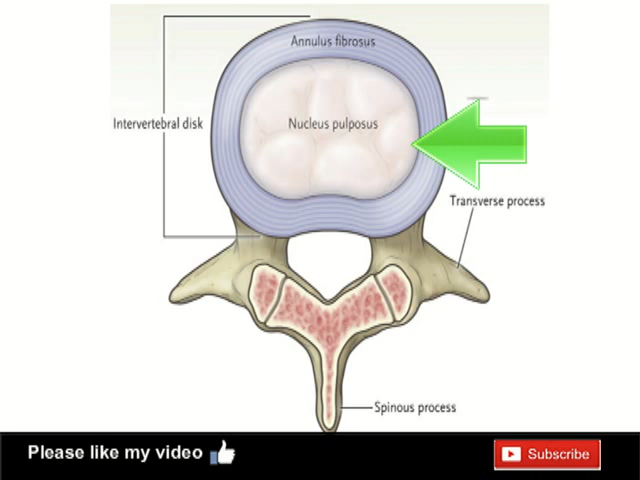 Annulus fibrosus
Intervertebral disk
Nucleus pulposus
Transverse process
Spinous process
Please like my video
Subscribe